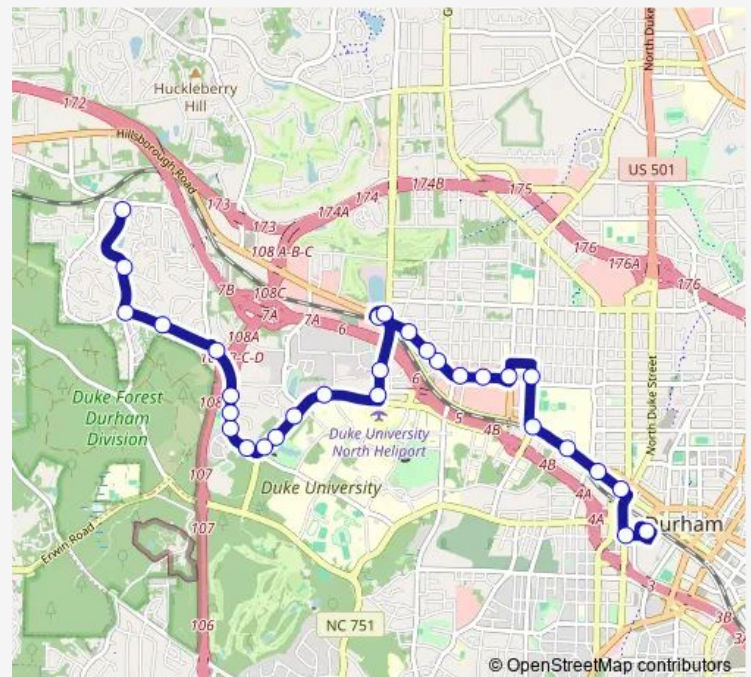 North Duke
G
172
Huckleberry
Hill
Hillsborough Road
US 501
174B
175
174
174A
173
173
176
176A
176
108 A-B-C
108C
7B
7A
7A
6
108A
108
B-C-D
6
Duke Forest
Durham
Division
108
5
4B
4B
North Duke Street
Duke University
North Heliport
107
Duke University
4A
4A
Durham
107
Erwin Road
3
3B
3
106
NC 751
© OpenStreetMap contributors